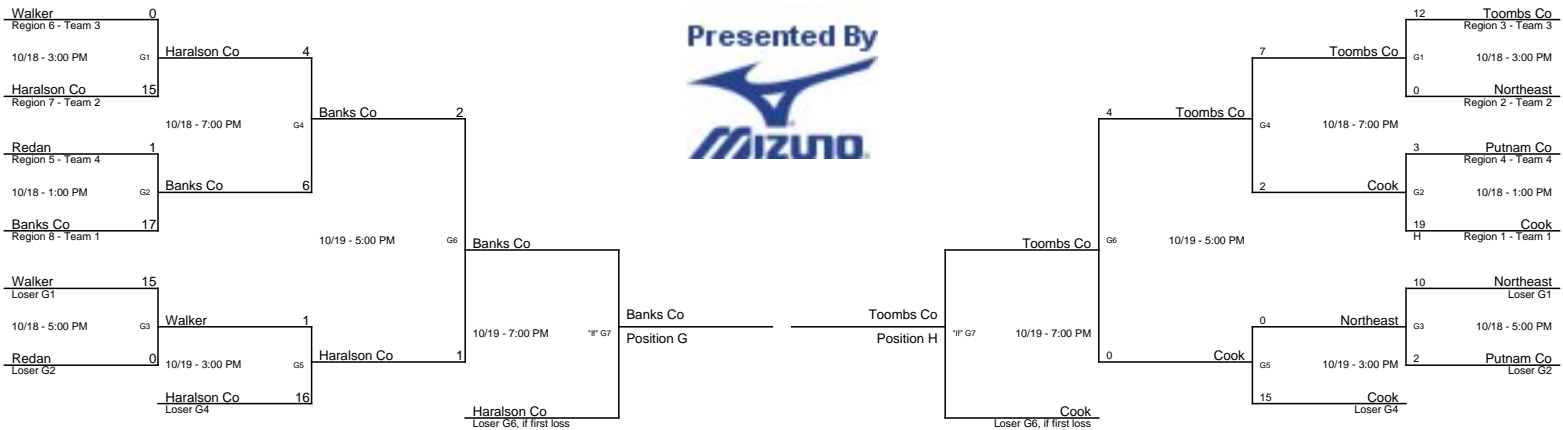 Walker 0
Region 6 - Team 3
10/18 - 3:00 PM G1
Haralson Co 15
Region 7 - Team 2
Haralson Co 4
10/18 - 7:00 PM G4
Redan 1
Region 5 - Team 4
10/18 - 1:00 PM G2
Banks Co 17
Region 8 - Team 1
Banks Co 6
Banks Co 2
10/19 - 5:00 PM G6
Walker 15
Loser G1
10/18 - 5:00 PM G3
Redan 0
Loser G2
Walker 1
10/19 - 3:00 PM G5
Haralson Co 16
Loser G4
Haralson Co 1
Banks Co
10/19 - 7:00 PM "If" G7
Haralson Co
Loser G6, if first loss
Banks Co
Position G
Presented By
MIZUNO
Toombs Co
Position H
Toombs Co
"If" G7 10/19 - 7:00 PM
Cook
Loser G6, if first loss
4 Toombs Co
G6 10/19 - 5:00 PM
0 Cook
7 Toombs Co
G4 10/18 - 7:00 PM
2 Cook
12 Toombs Co
Region 3 - Team 3
G1 10/18 - 3:00 PM
0 Northeast
Region 2 - Team 2
3 Putnam Co
Region 4 - Team 4
G2 10/18 - 1:00 PM
19 Cook
H Region 1 - Team 1
0 Northeast
G5 10/19 - 3:00 PM
15 Cook
Loser G4
10 Northeast
Loser G1
G3 10/18 - 5:00 PM
2 Putnam Co
Loser G2